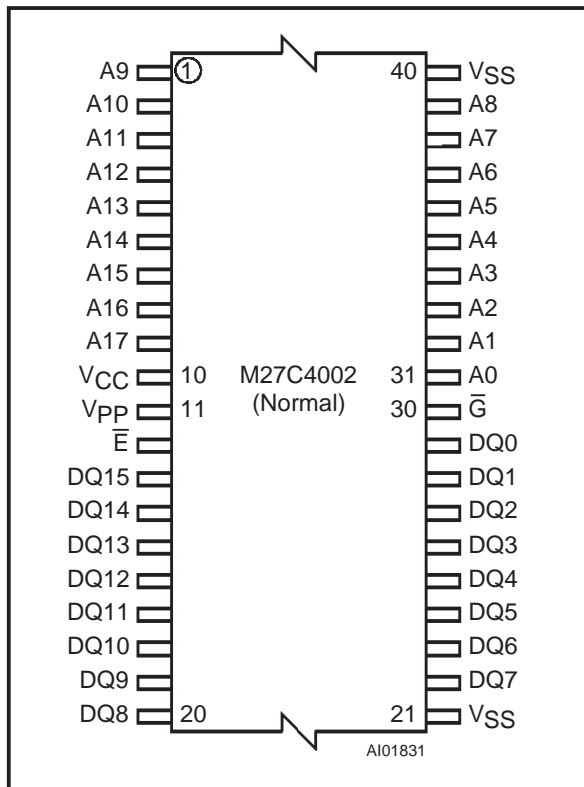 A9 1 40 VSS
A10 A8
A11 A7
A12 A6
A13 A5
A14 A4
A15 A3
A16 A2
A17 A1
VCC 10 M27C4002 31 A0
VPP 11 (Normal) 30 G̅
E̅ DQ0
DQ15 DQ1
DQ14 DQ2
DQ13 DQ3
DQ12 DQ4
DQ11 DQ5
DQ10 DQ6
DQ9 DQ7
DQ8 20 21 VSS
AI01831